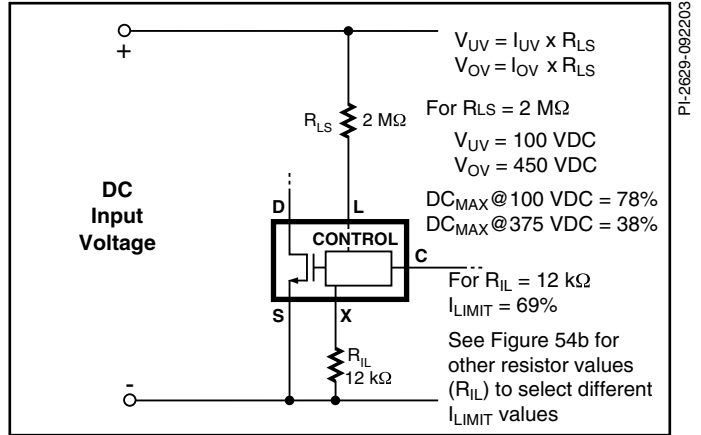 PI-2629-092203
+
V_UV = I_UV x R_LS
V_OV = I_OV x R_LS
For RLS = 2 MΩ
R_LS
2 MΩ
V_UV = 100 VDC
V_OV = 450 VDC
DC
Input
Voltage
DC_MAX@100 VDC = 78%
DC_MAX@375 VDC = 38%
D
L
CONTROL
C
S
X
For R_IL = 12 kΩ
I_LIMIT = 69%
R_IL
12 kΩ
See Figure 54b for
other resistor values
(R_IL) to select different
I_LIMIT values
-